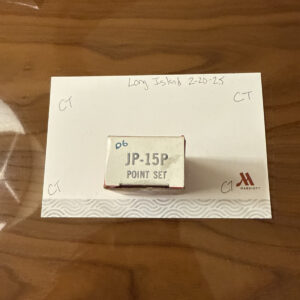 Long Island 2-20-25
CT
CT
06
JP-15P
POINT SET
CT
CT
MARRIOTT